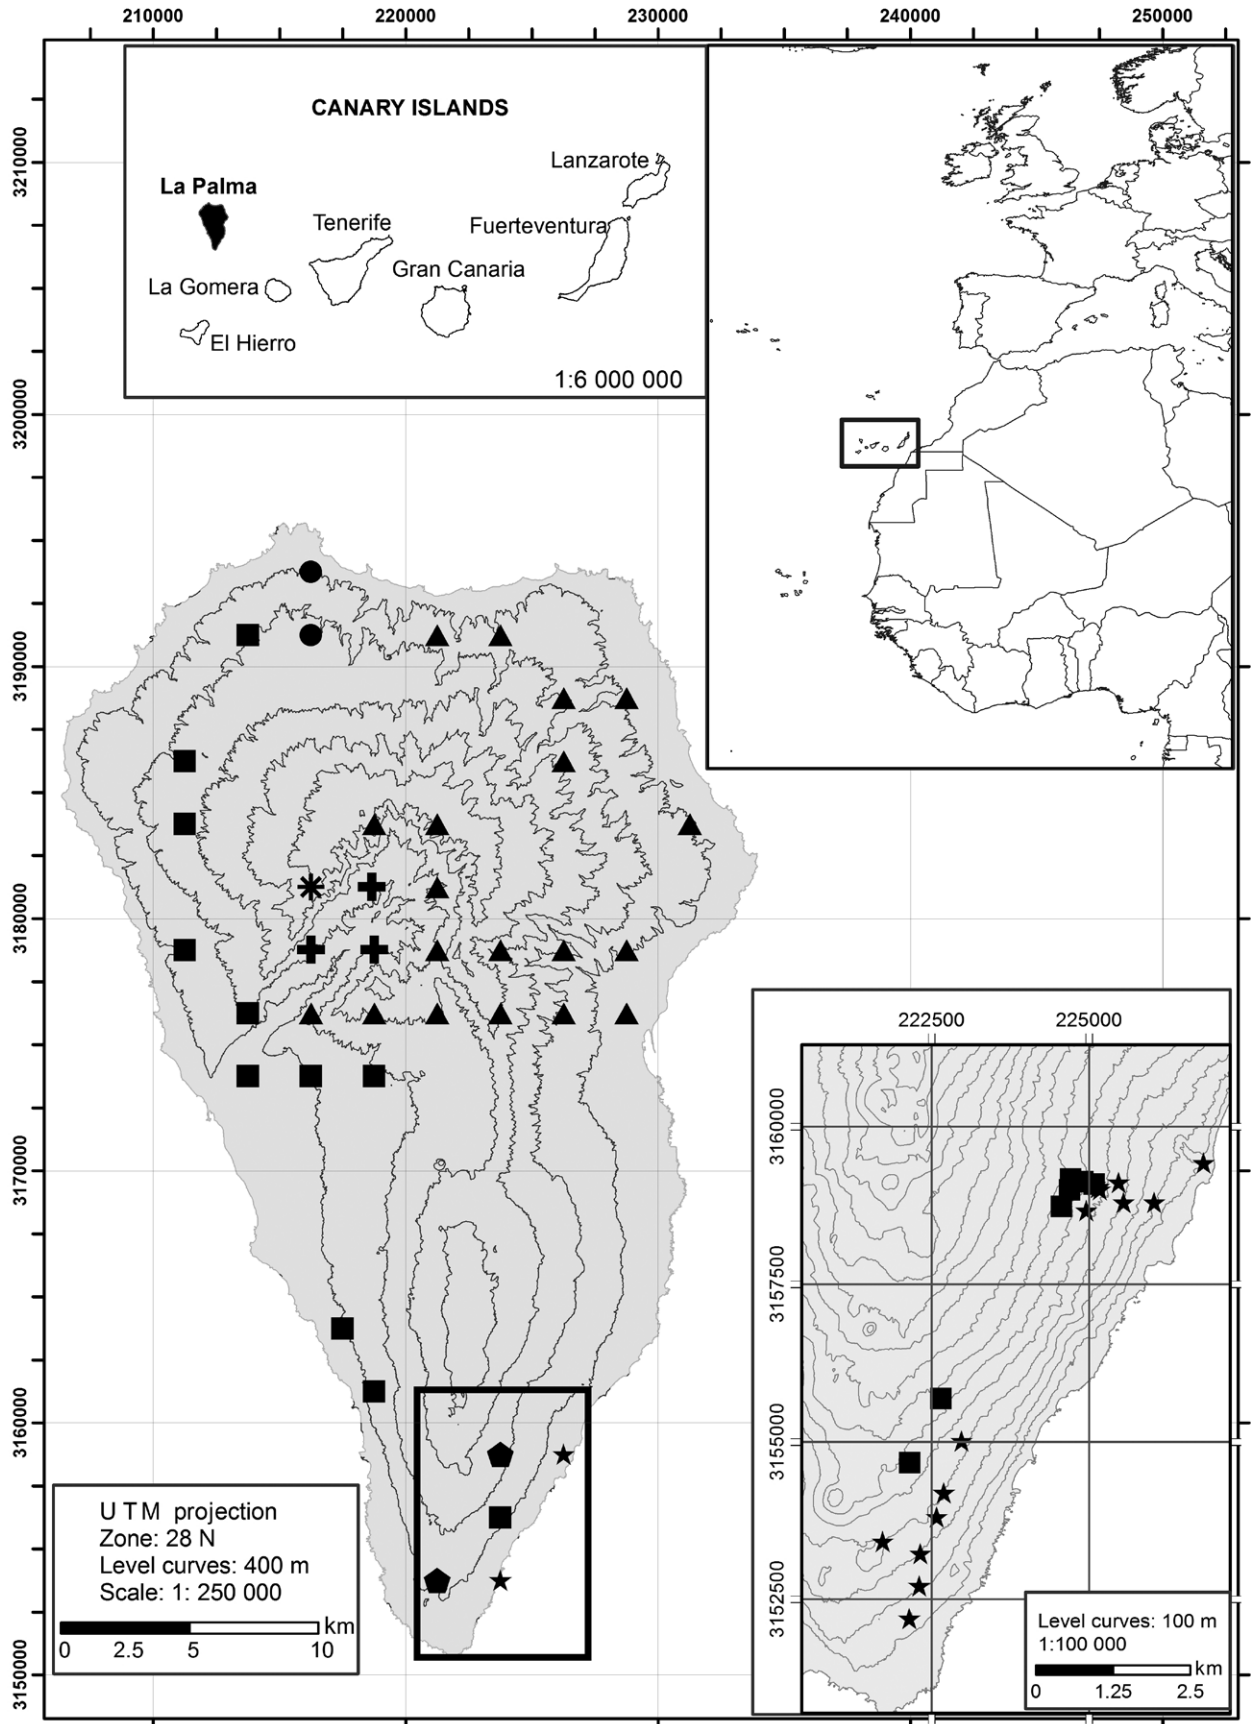 210000 220000 230000 240000 250000
CANARY ISLANDS
Lanzarote
La Palma
Tenerife
Fuerteventura
Gran Canaria
La Gomera
El Hierro
1:6 000 000
3210000
3200000
3190000
3180000
3170000
3160000
3150000
222500 225000
3160000
3157500
3155000
3152500
U T M projection
Zone: 28 N
Level curves: 400 m
Scale: 1: 250 000
km
0 2.5 5 10
Level curves: 100 m
1:100 000
km
0 1.25 2.5